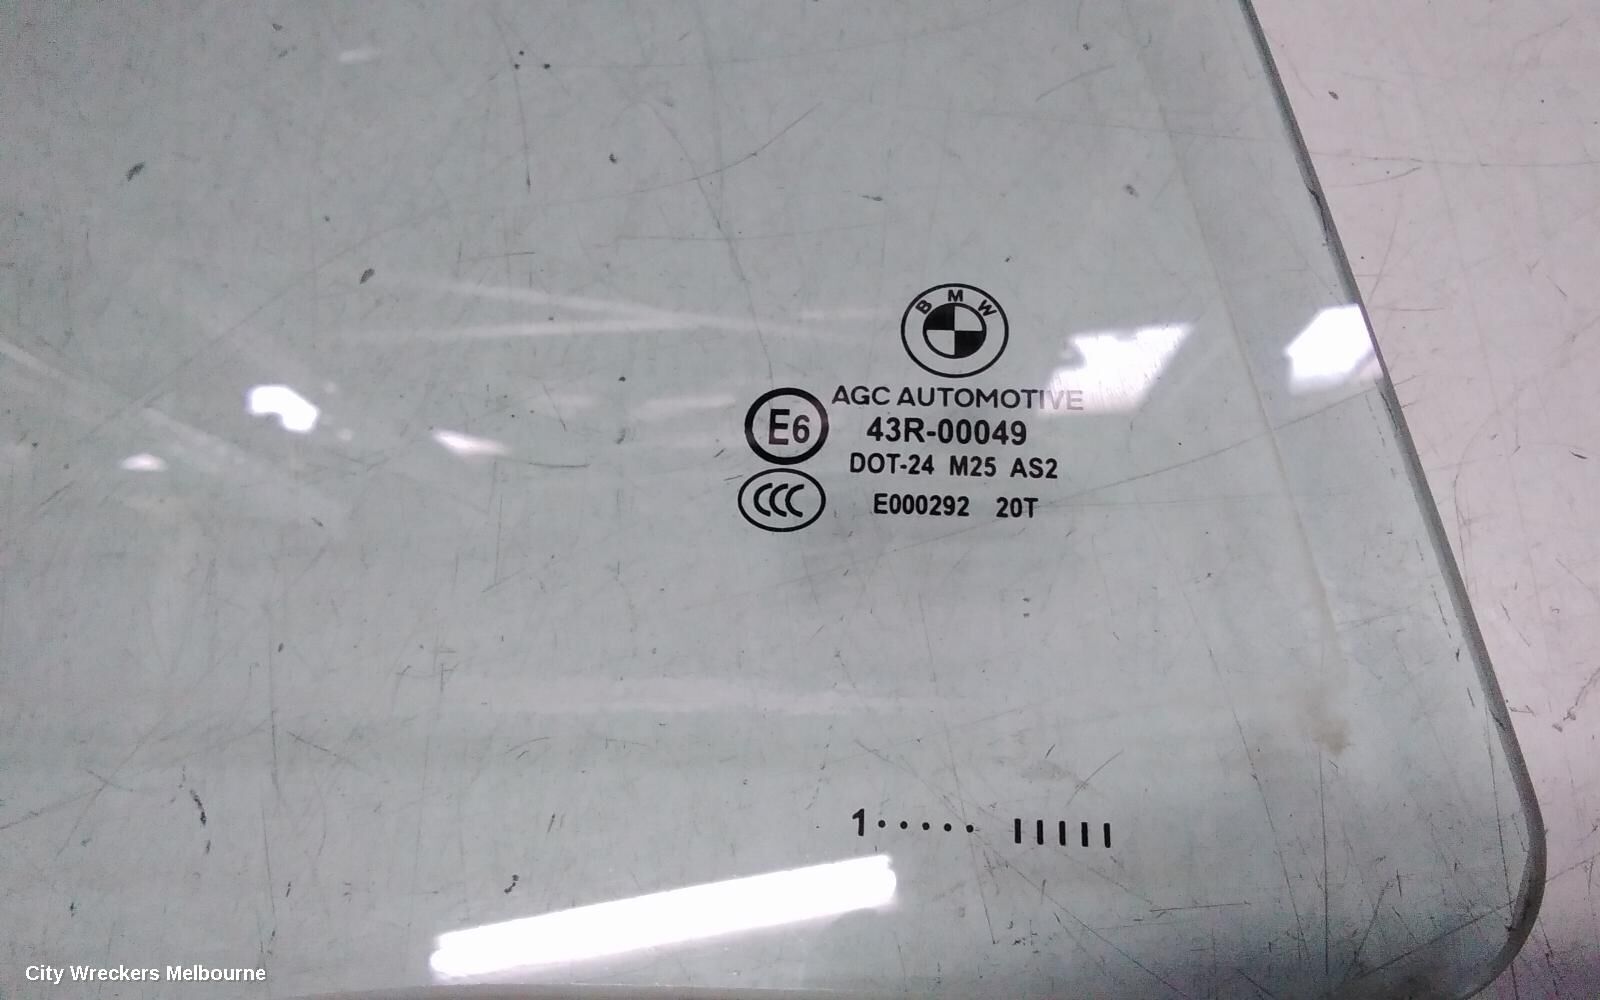 BMW
AGC AUTOMOTIVE
E6 43R-00049
DOT-24 M25 AS2
CCC E000292 20T
1 ····· IIIII
City Wreckers Melbourne